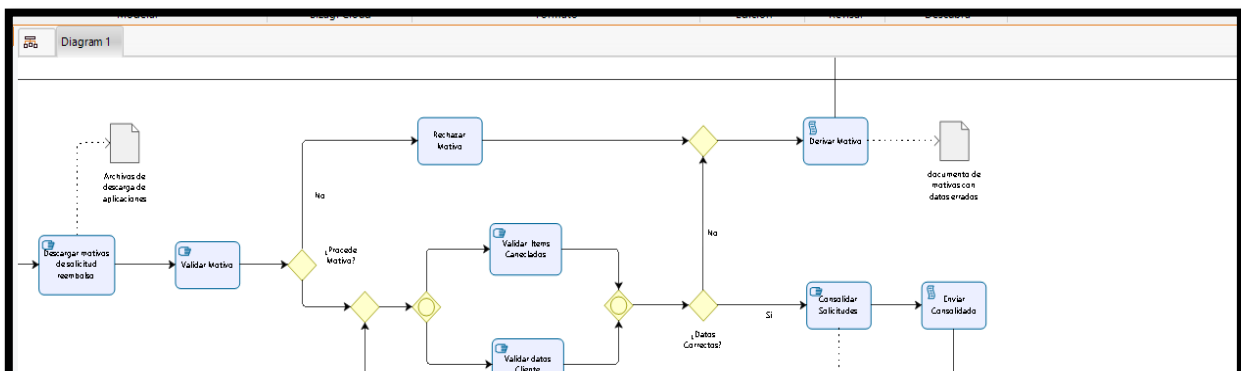 Diagram 1
Archivos de
descarga de
aplicaciones
Descargar motivos
de solicitud
reembolso
Validar Motivo
No
¿Procede
Motivo?
Rechazar
Motivo
Validar Items
Caneclados
Validar datos
Cliente
No
¿Datos
Correctos?
Si
Derivar Motivo
documento de
motivos con
datos errados
Consolidar
Solicitudes
Enviar
Consolidado